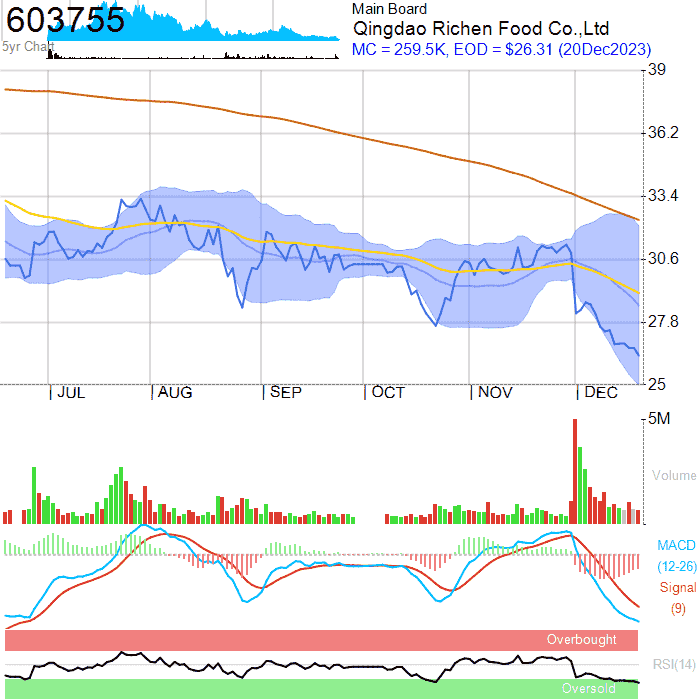 603755
5yr Chart
Main Board
Qingdao Richen Food Co.,Ltd
MC = 259.5K, EOD = $26.31 (20Dec2023)
39
36.2
33.4
30.6
27.8
25
JUL
AUG
SEP
OCT
NOV
DEC
5M
Volume
MACD
(12-26)
Signal
(9)
Overbought
RSI(14)
Oversold